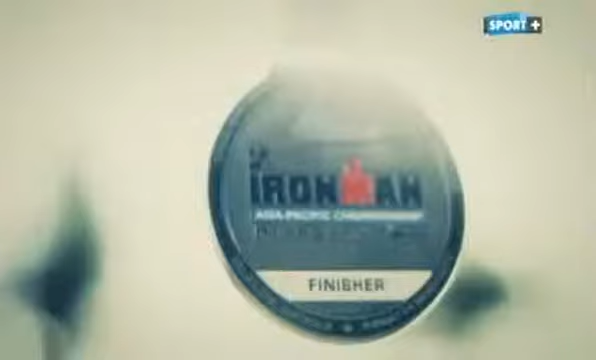 SPORT +
IRONMAN
ASIA-PACIFIC CHAMPIONSHIP
FINISHER